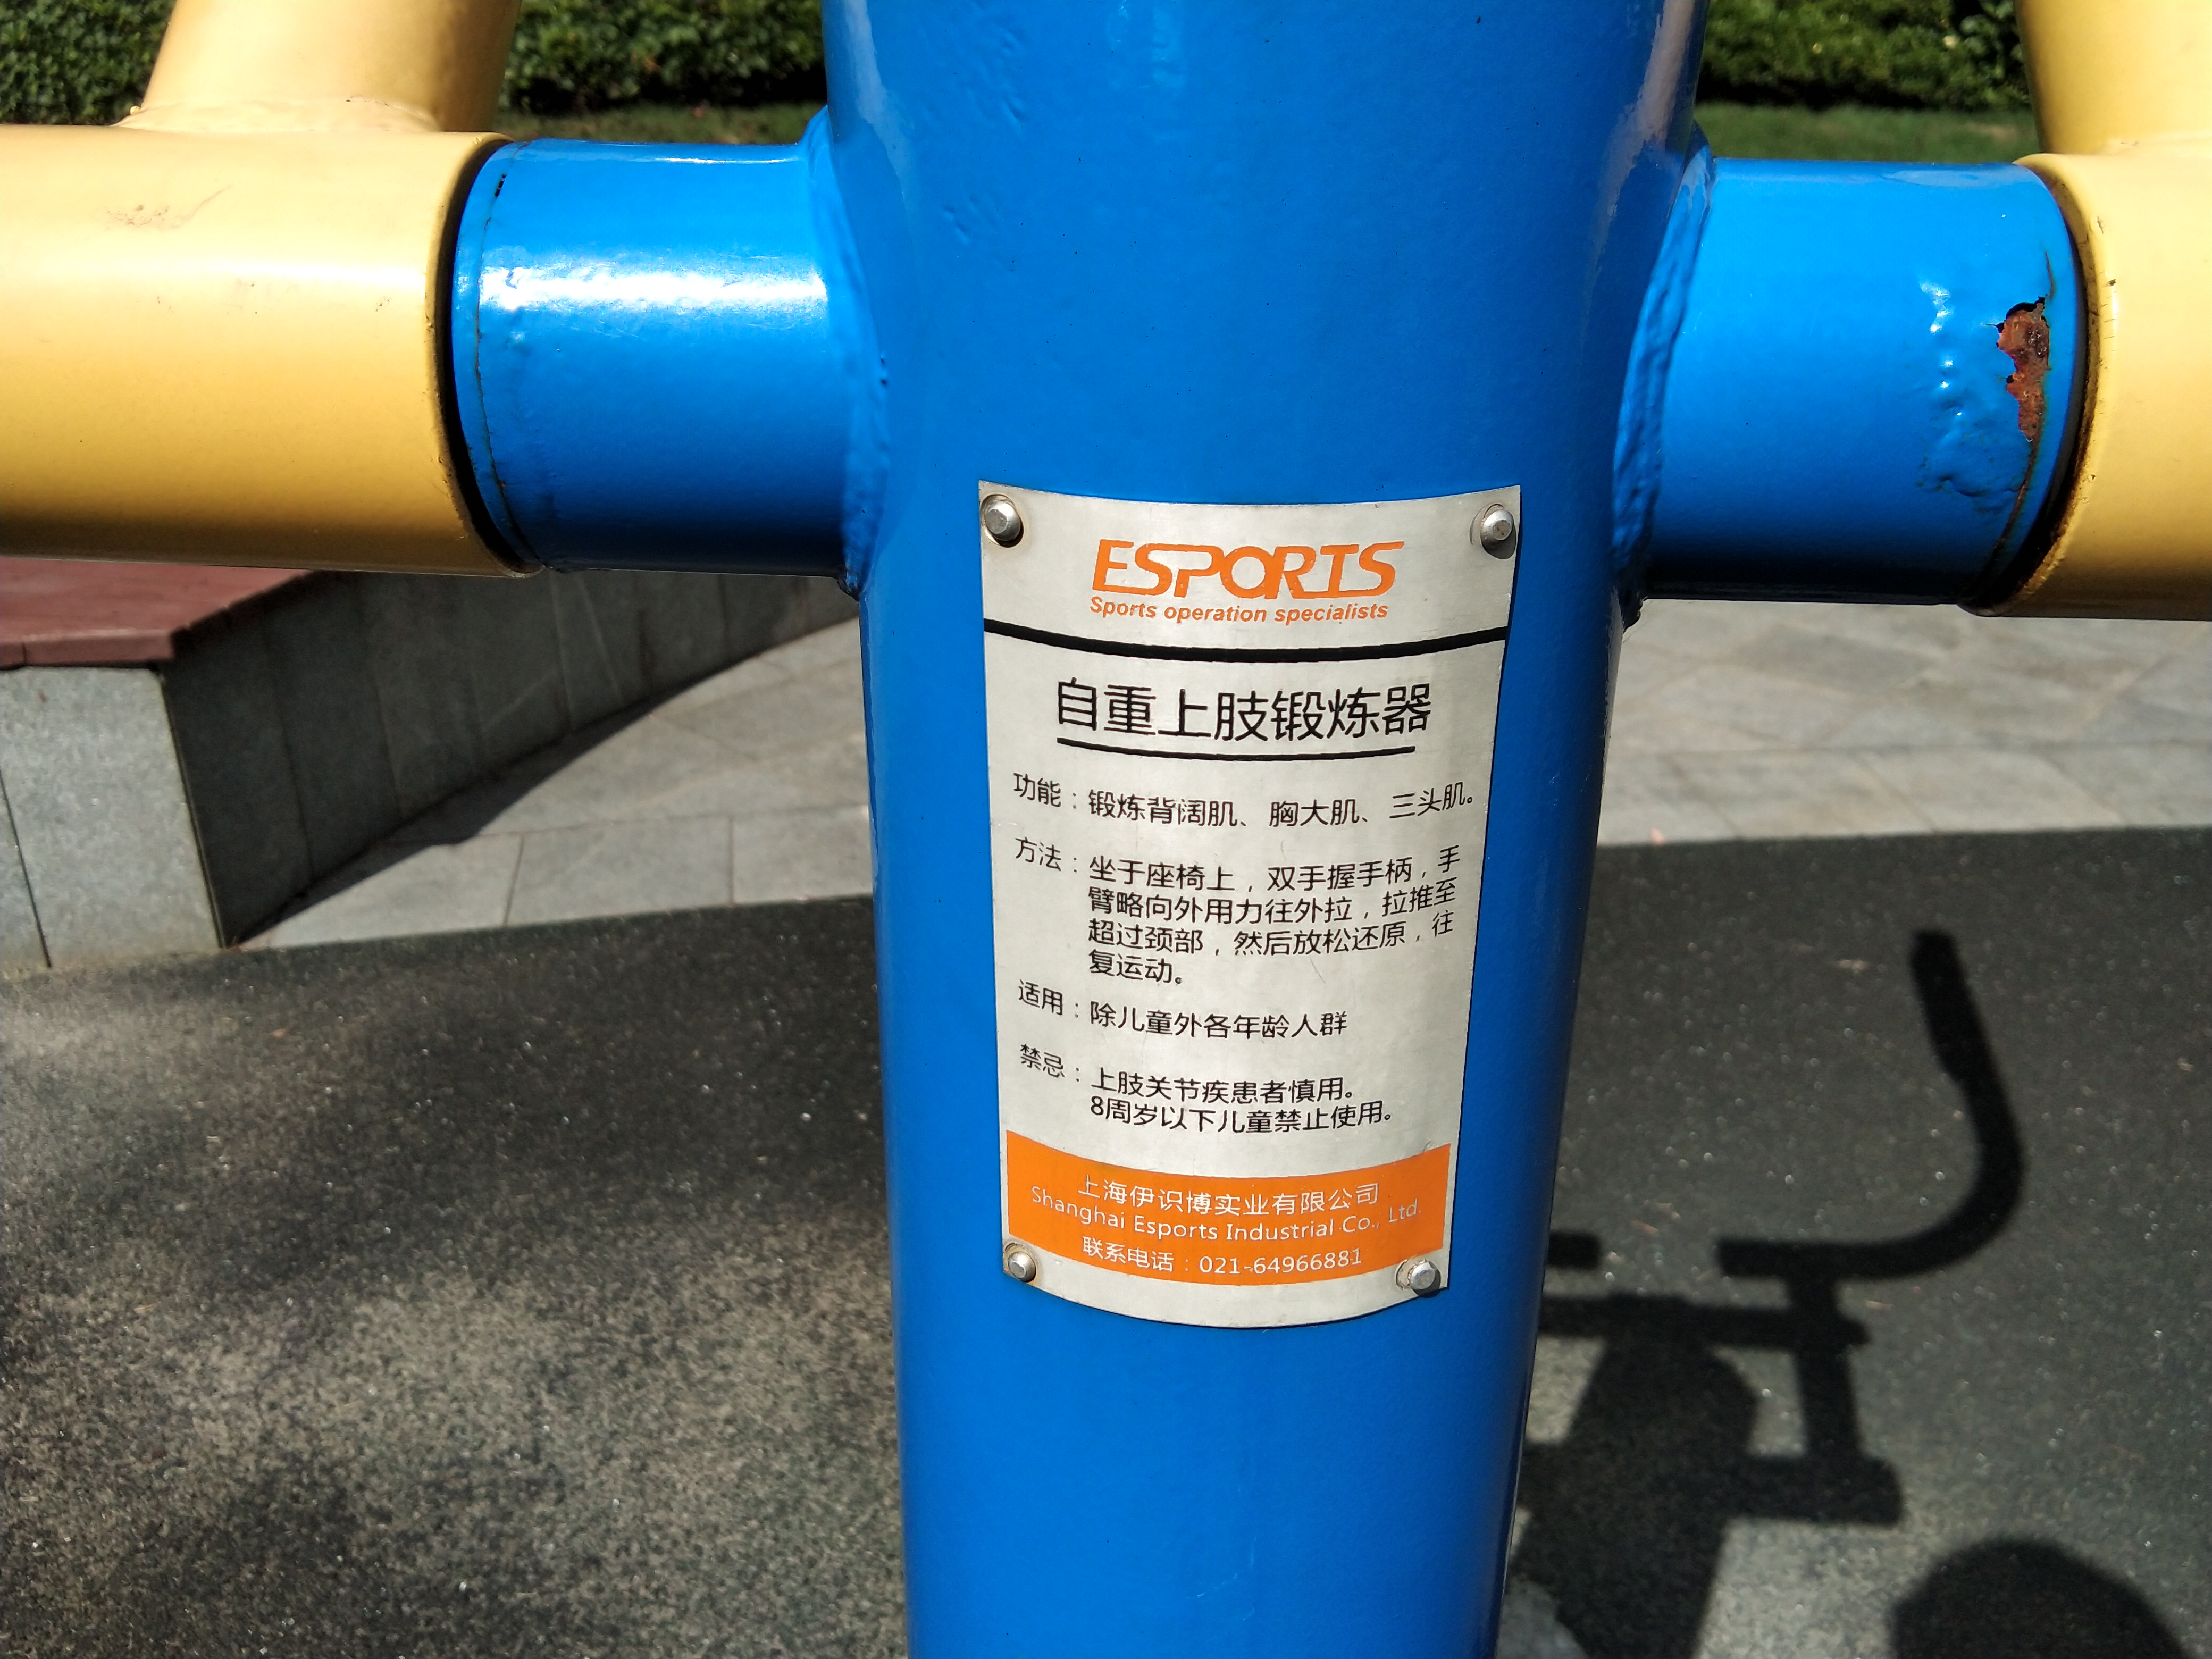 ESPORTS
Sports operation specialists
自重上肢锻炼器
功能：锻炼背阔肌、胸大肌、三头肌。
方法：坐于座椅上，双手握手柄，手
臂略向外用力往外拉，拉推至
超过颈部，然后放松还原，往
复运动。
适用：除儿童外各年龄人群
禁忌：上肢关节疾患者慎用。
8周岁以下儿童禁止使用。
上海伊识博实业有限公司
Shanghai Esports Industrial Co., Ltd.
联系电话：021-64966881